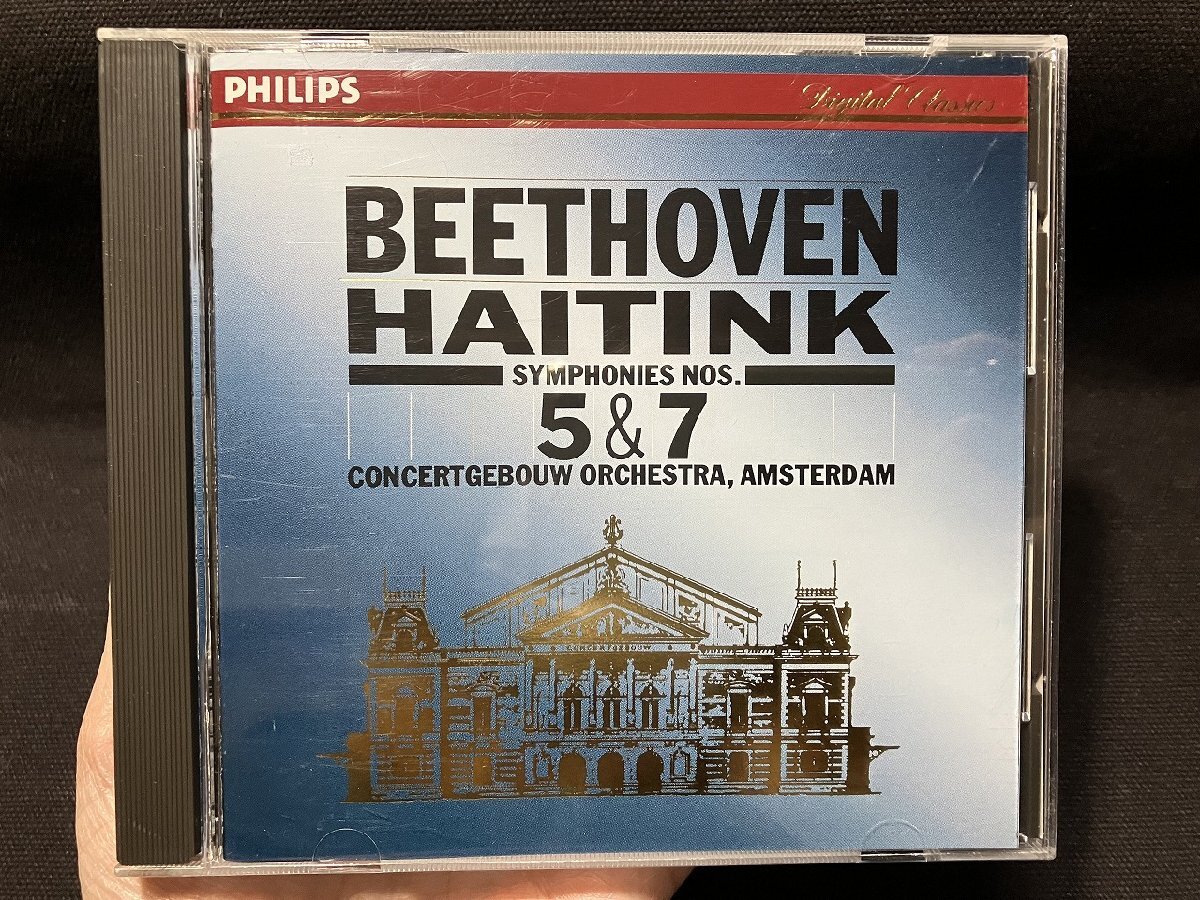 PHILIPS Digital Classics
BEETHOVEN
HAITINK
SYMPHONIES NOS.
5 & 7
CONCERTGEBOUW ORCHESTRA, AMSTERDAM